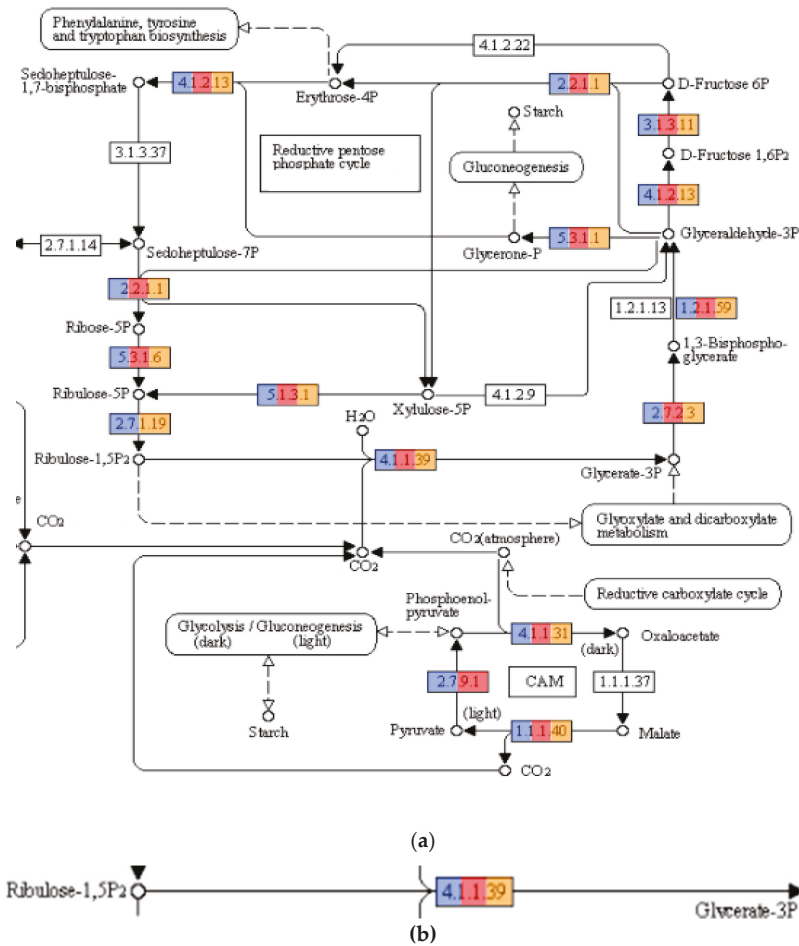 Phenylalanine, tyrosine
and tryptophan biosynthesis
4.1.2.22
Sedoheptulose-
1,7-bisphosphate
4.1.2.13
Erythrose-4P
2.2.1.1
D-Fructose 6P
Starch
3.1.3.11
3.1.3.37
Reductive pentose
phosphate cycle
Gluconeogenesis
D-Fructose 1,6P2
4.1.2.13
2.7.1.14
Sedoheptulose-7P
Glycerone-P
5.3.1.1
Glyceraldehyde-3P
2.2.1.1
1.2.1.13
1.2.1.59
Ribose-5P
5.3.1.6
1,3-Bisphospho-
glycerate
Ribulose-5P
5.1.3.1
Xylulose-5P
4.1.2.9
2.7.1.19
H2O
2.7.2.3
Ribulose-1,5P2
4.1.1.39
Glycerate-3P
e
CO2
Glyoxylate and dicarboxylate
metabolism
CO2
CO2(atmosphere)
Reductive carboxylate cycle
Phosphoenol-
pyruvate
Glycolysis / Gluconeogenesis
(dark) (light)
4.1.1.31
(dark)
Oxaloacetate
2.7.9.1
CAM
1.1.1.37
Starch
(light)
Pyruvate
1.1.1.40
Malate
CO2
(a)
Ribulose-1,5P2
4.1.1.39
Glycerate-3P
(b)